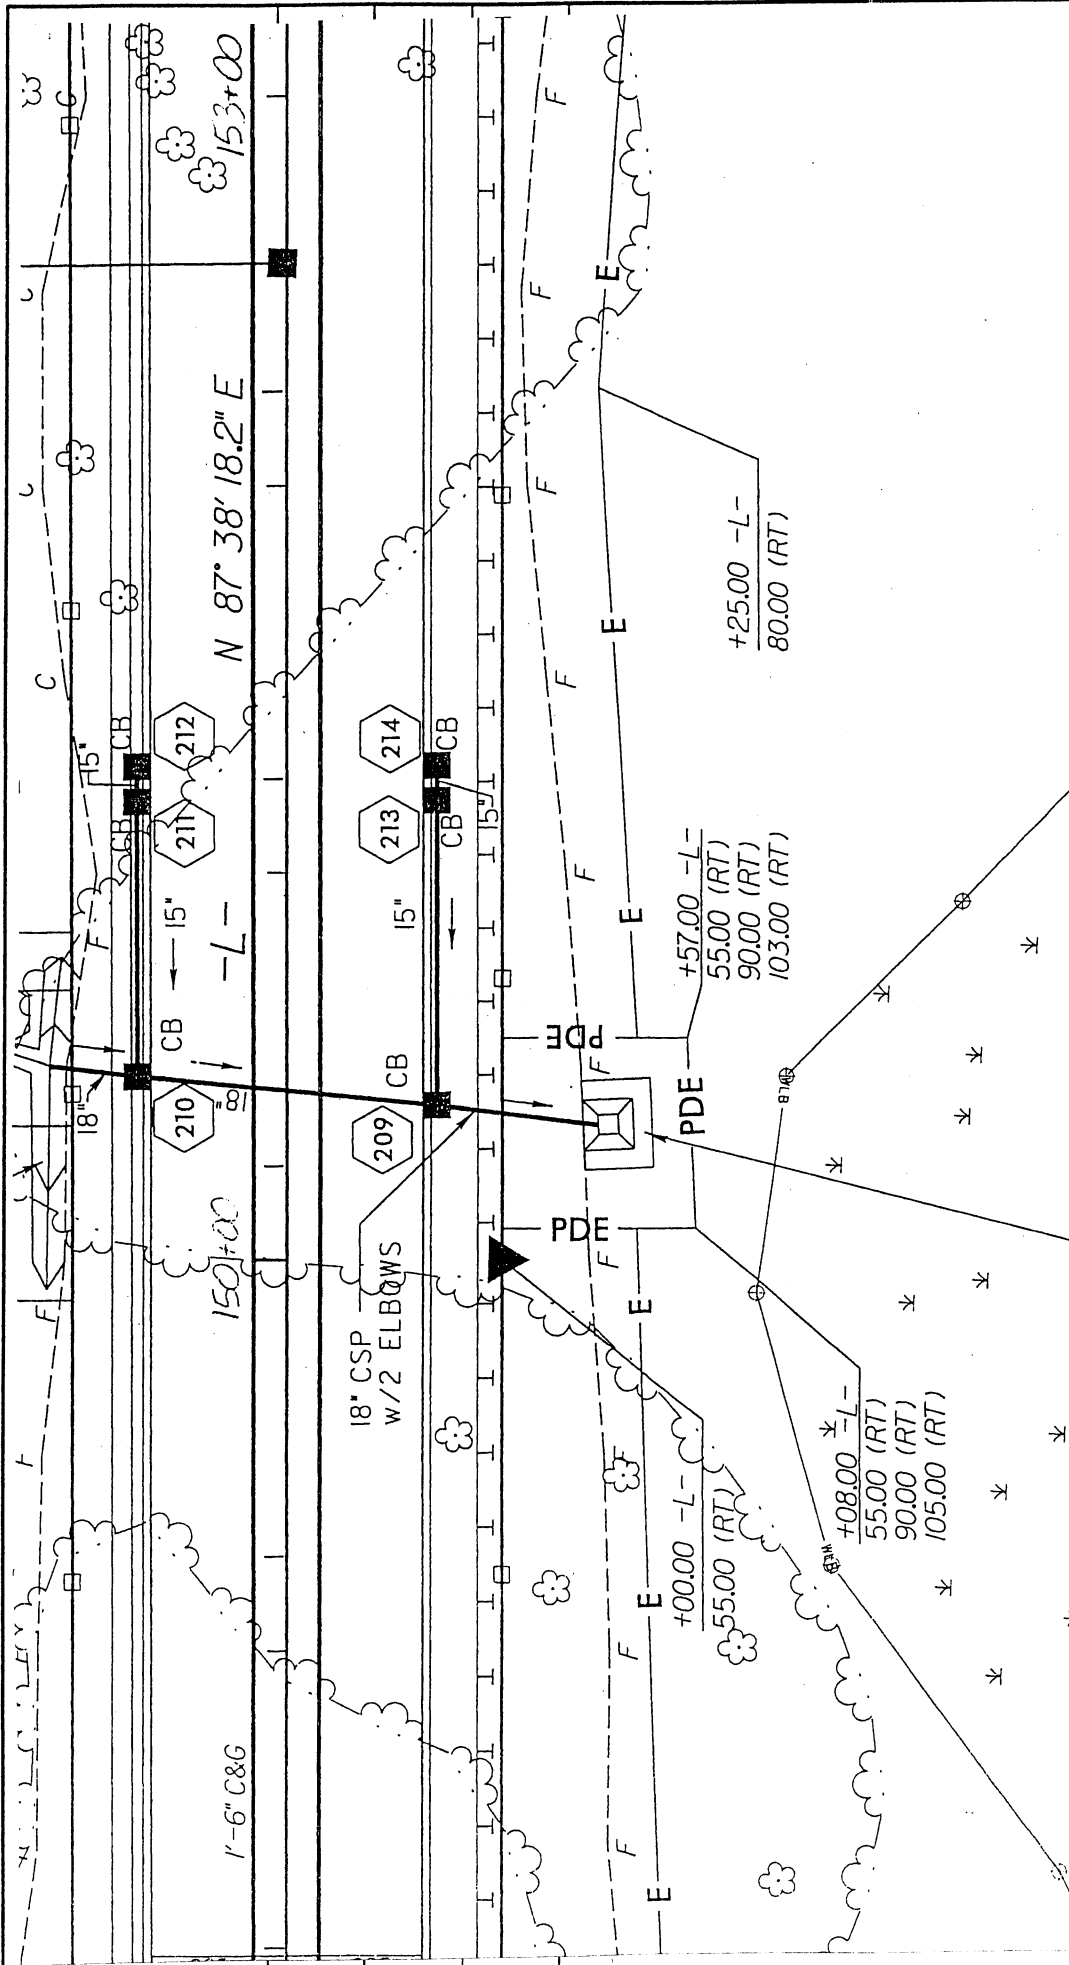 C
153+00
F
F
E
N 87° 38' 18.2" E
F
+25.00 -L-
80.00 (RT)
E
F
C
15"
CB
212
214
CB
CB
211
213
CB
15"
15"
15"
-L-
F
F
E
+57.00 -L-
55.00 (RT)
90.00 (RT)
103.00 (RT)
CB
CB
PDE
F
PDE
WLB
18"
210
18"
209
PDE
F
E
150+00
F
18" CSP
w/2 ELBOWS
+00.00 -L-
55.00 (RT)
+08.00 -L-
55.00 (RT)
90.00 (RT)
105.00 (RT)
F
WLB
E
F
1'-6" C&G
F
E